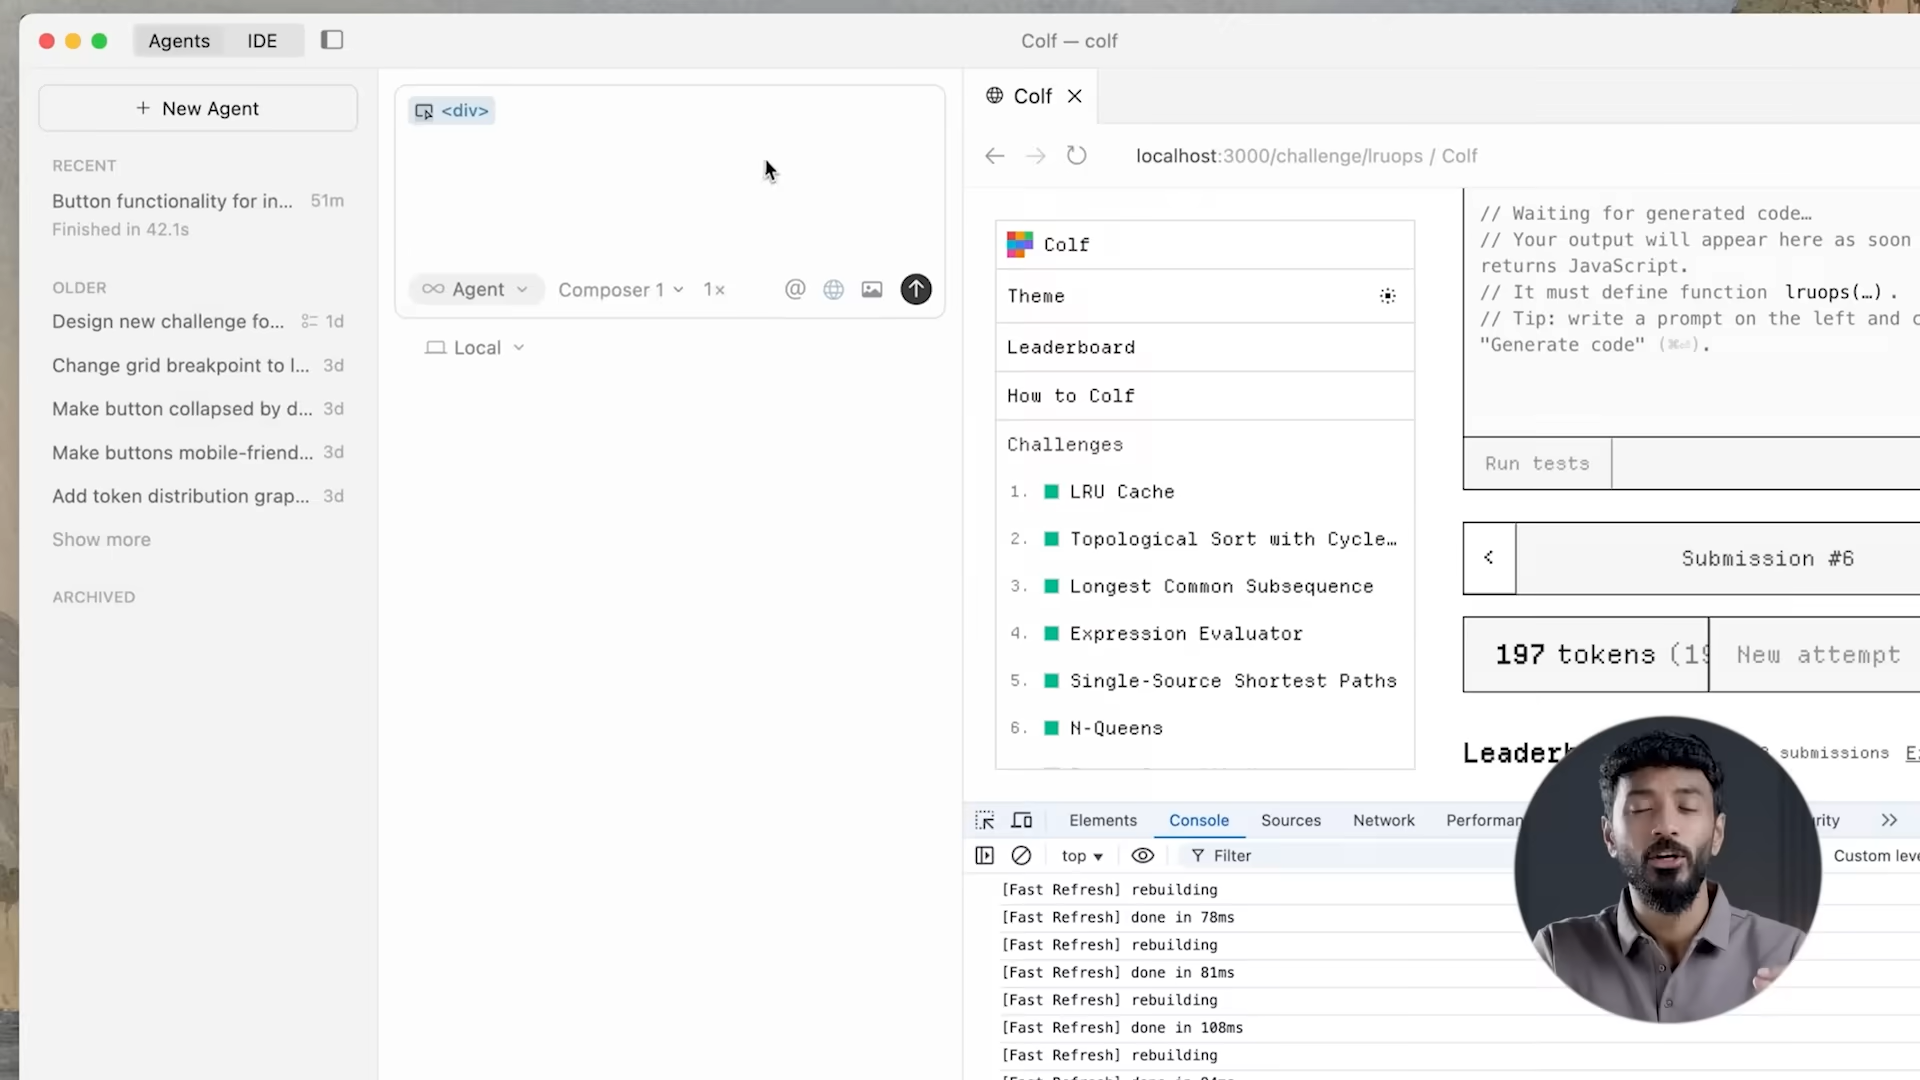 Agents IDE
Colf — colf
+ New Agent
RECENT
Button functionality for in... 51m
Finished in 42.1s
OLDER
Design new challenge fo... 1d
Change grid breakpoint to l... 3d
Make button collapsed by d... 3d
Make buttons mobile-friend... 3d
Add token distribution grap... 3d
Show more
ARCHIVED
<div>
Agent Composer 1 1×
Local
Colf
localhost:3000/challenge/lruops / Colf
Colf
Theme
Leaderboard
How to Colf
Challenges
1. LRU Cache
2. Topological Sort with Cycle…
3. Longest Common Subsequence
4. Expression Evaluator
5. Single-Source Shortest Paths
6. N-Queens
// Waiting for generated code…
// Your output will appear here as soon
returns JavaScript.
// It must define function lruops(…).
// Tip: write a prompt on the left and c
"Generate code" (⌘⏎).
Run tests
< Submission #6
197 tokens (19 New attempt
Leaderb submissions
Elements Console Sources Network Performan rity >>
top Filter Custom leve
[Fast Refresh] rebuilding
[Fast Refresh] done in 78ms
[Fast Refresh] rebuilding
[Fast Refresh] done in 81ms
[Fast Refresh] rebuilding
[Fast Refresh] done in 108ms
[Fast Refresh] rebuilding